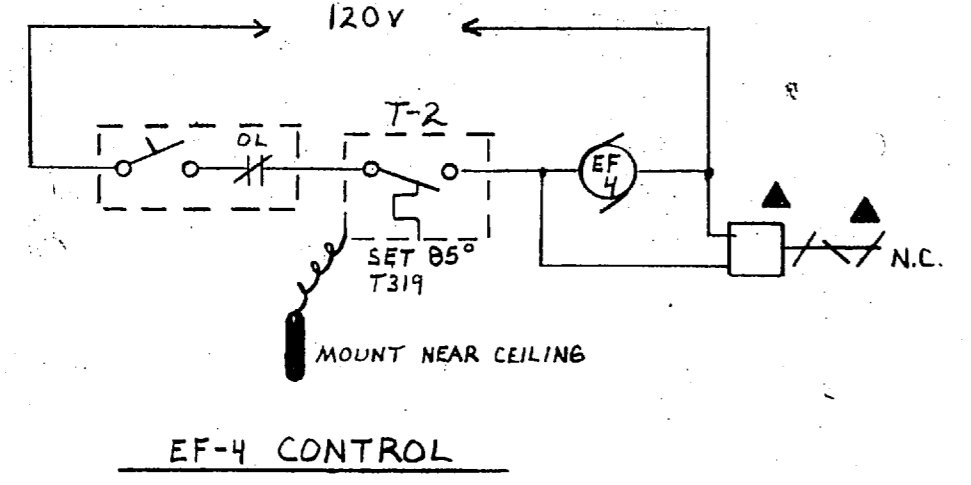 120V
T-2
OL
EF
4
SET 85°
T319
N.C.
MOUNT NEAR CEILING
EF-4 CONTROL